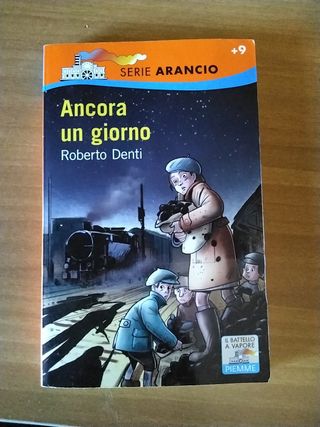 +9
SERIE ARANCIO
Ancora
un giorno
Roberto Denti
IL BATTELLO
A VAPORE
PIEMME